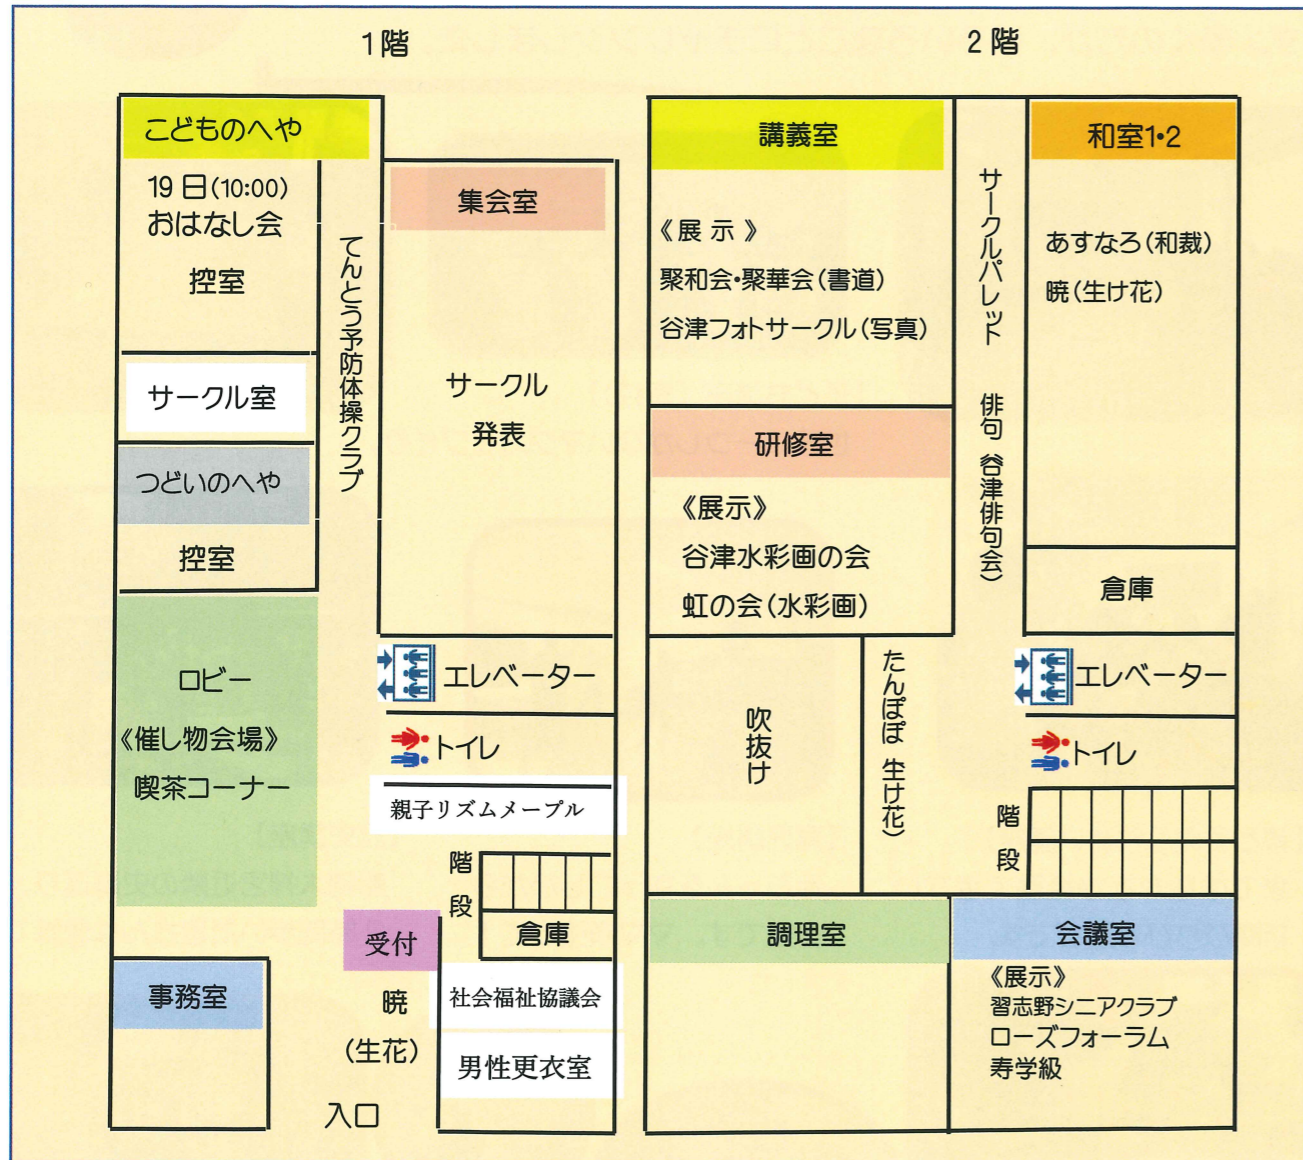 1階
こどものへや
19日(10:00)
おはなし会
控室
サークル室
つどいのへや
控室
ロビー
《催し物会場》
喫茶コーナー
事務室
てんとう予防体操クラブ
集会室
サークル
発表
エレベーター
トイレ
親子リズムメープル
階段
倉庫
受付
暁
(生花)
入口
社会福祉協議会
男性更衣室
2階
講義室
《展示》
聚和会・聚華会(書道)
谷津フォトサークル(写真)
研修室
《展示》
谷津水彩画の会
虹の会(水彩画)
吹抜け
たんぽぽ 生け花)
サークルパレット 俳句 谷津俳句会)
和室1・2
あすなろ(和裁)
暁(生け花)
倉庫
エレベーター
トイレ
階段
調理室
会議室
《展示》
習志野シニアクラブ
ローズフォーラム
寿学級